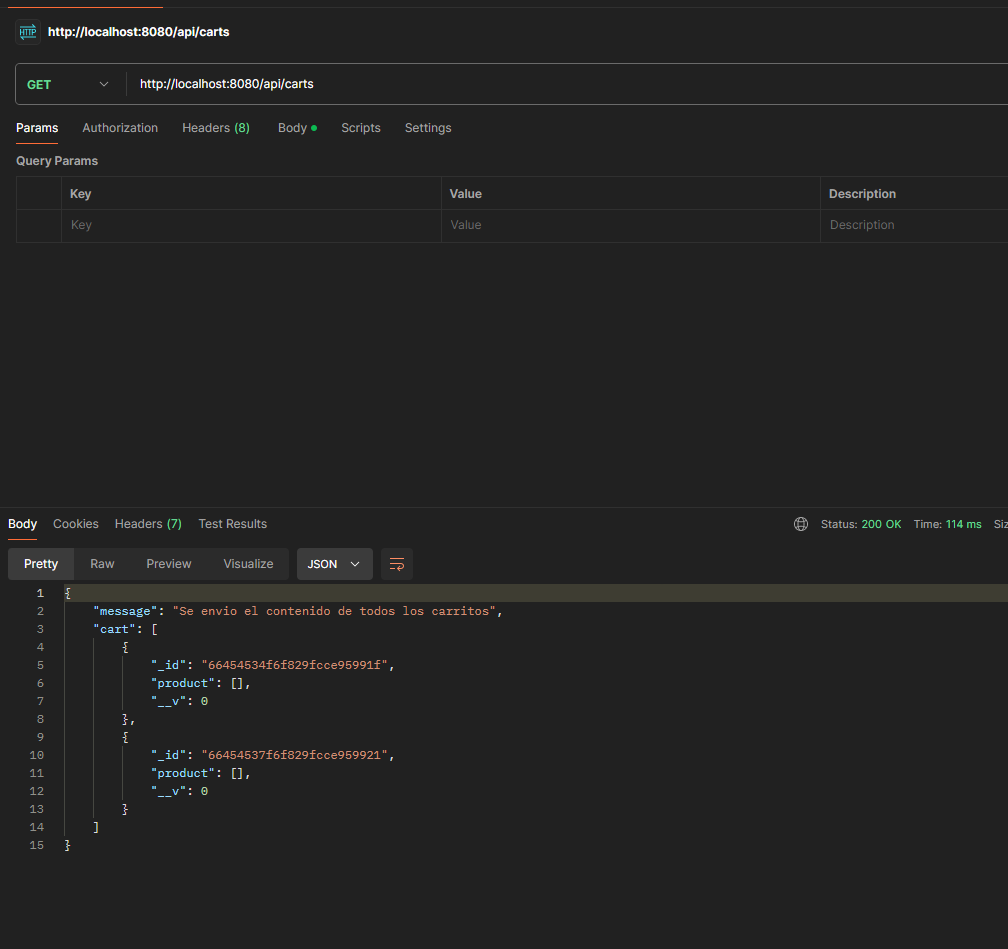 HTTP http://localhost:8080/api/carts
GET http://localhost:8080/api/carts
Params Authorization Headers (8) Body Scripts Settings
Query Params
Key Value Description
Key Value Description
Body Cookies Headers (7) Test Results Status: 200 OK Time: 114 ms Siz
Pretty Raw Preview Visualize JSON
1 {
2 "message": "Se envio el contenido de todos los carritos",
3 "cart": [
4 {
5 "_id": "66454534f6f829fcce95991f",
6 "product": [],
7 "__v": 0
8 },
9 {
10 "_id": "66454537f6f829fcce959921",
11 "product": [],
12 "__v": 0
13 }
14 ]
15 }